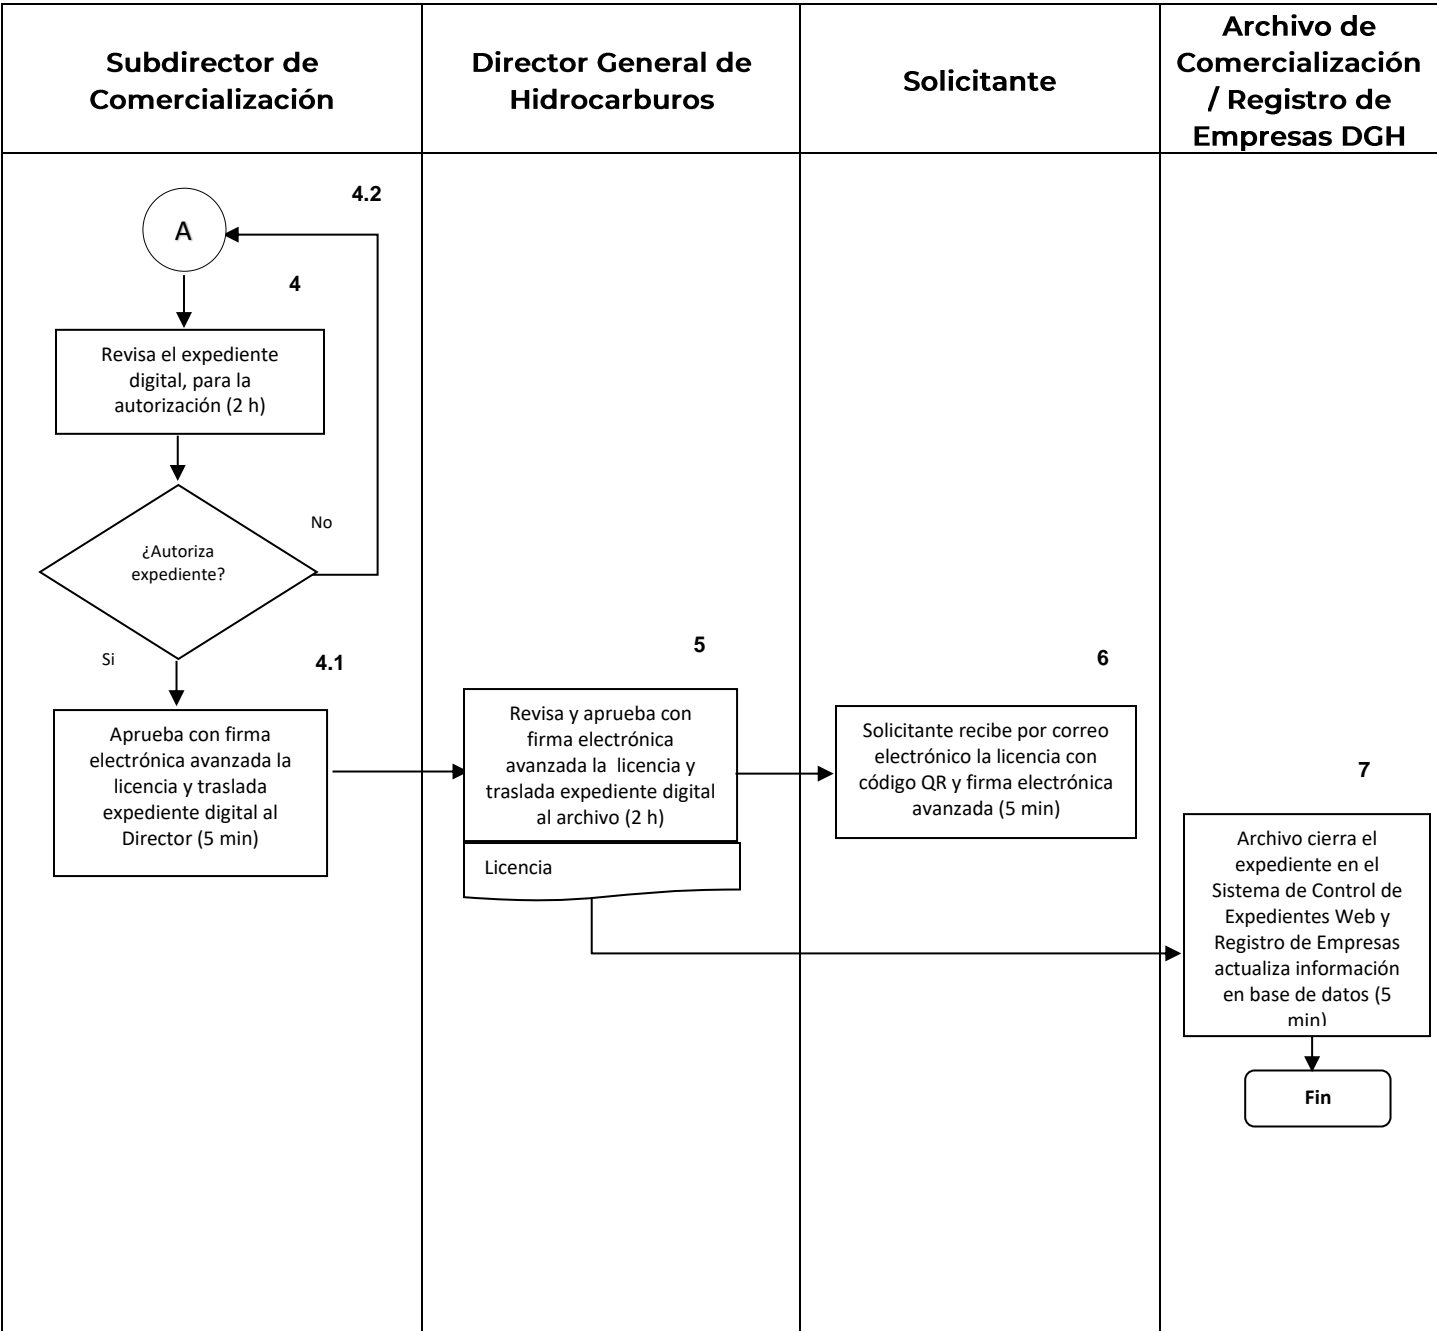 Subdirector de
Comercialización
Director General de
Hidrocarburos
Solicitante
Archivo de
Comercialización
/ Registro de
Empresas DGH
4.2
A
4
Revisa el expediente
digital, para la
autorización (2 h)
¿Autoriza
expediente?
No
Si
4.1
Aprueba con firma
electrónica avanzada la
licencia y traslada
expediente digital al
Director (5 min)
5
Revisa y aprueba con
firma electrónica
avanzada la licencia y
traslada expediente digital
al archivo (2 h)
Licencia
6
Solicitante recibe por correo
electrónico la licencia con
código QR y firma electrónica
avanzada (5 min)
7
Archivo cierra el
expediente en el
Sistema de Control de
Expedientes Web y
Registro de Empresas
actualiza información
en base de datos (5
min)
Fin